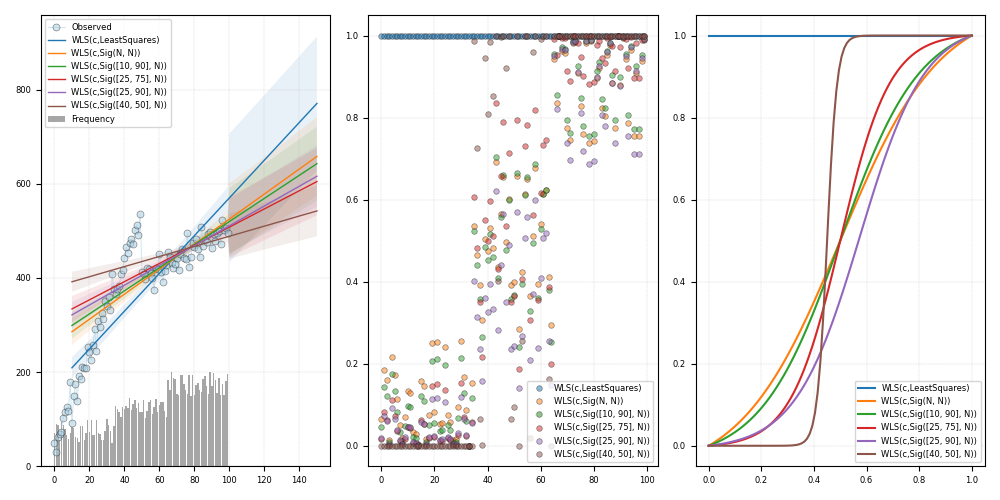 Observed
WLS(c,LeastSquares)
WLS(c,Sig(N, N))
WLS(c,Sig([10, 90], N))
WLS(c,Sig([25, 75], N))
WLS(c,Sig([25, 90], N))
WLS(c,Sig([40, 50], N))
Frequency
800
600
400
200
0
0 20 40 60 80 100 120 140
1.0
0.8
0.6
0.4
0.2
0.0
WLS(c,LeastSquares)
WLS(c,Sig(N, N))
WLS(c,Sig([10, 90], N))
WLS(c,Sig([25, 75], N))
WLS(c,Sig([25, 90], N))
WLS(c,Sig([40, 50], N))
0 20 40 60 80 100
1.0
0.8
0.6
0.4
0.2
0.0
WLS(c,LeastSquares)
WLS(c,Sig(N, N))
WLS(c,Sig([10, 90], N))
WLS(c,Sig([25, 75], N))
WLS(c,Sig([25, 90], N))
WLS(c,Sig([40, 50], N))
0.0 0.2 0.4 0.6 0.8 1.0